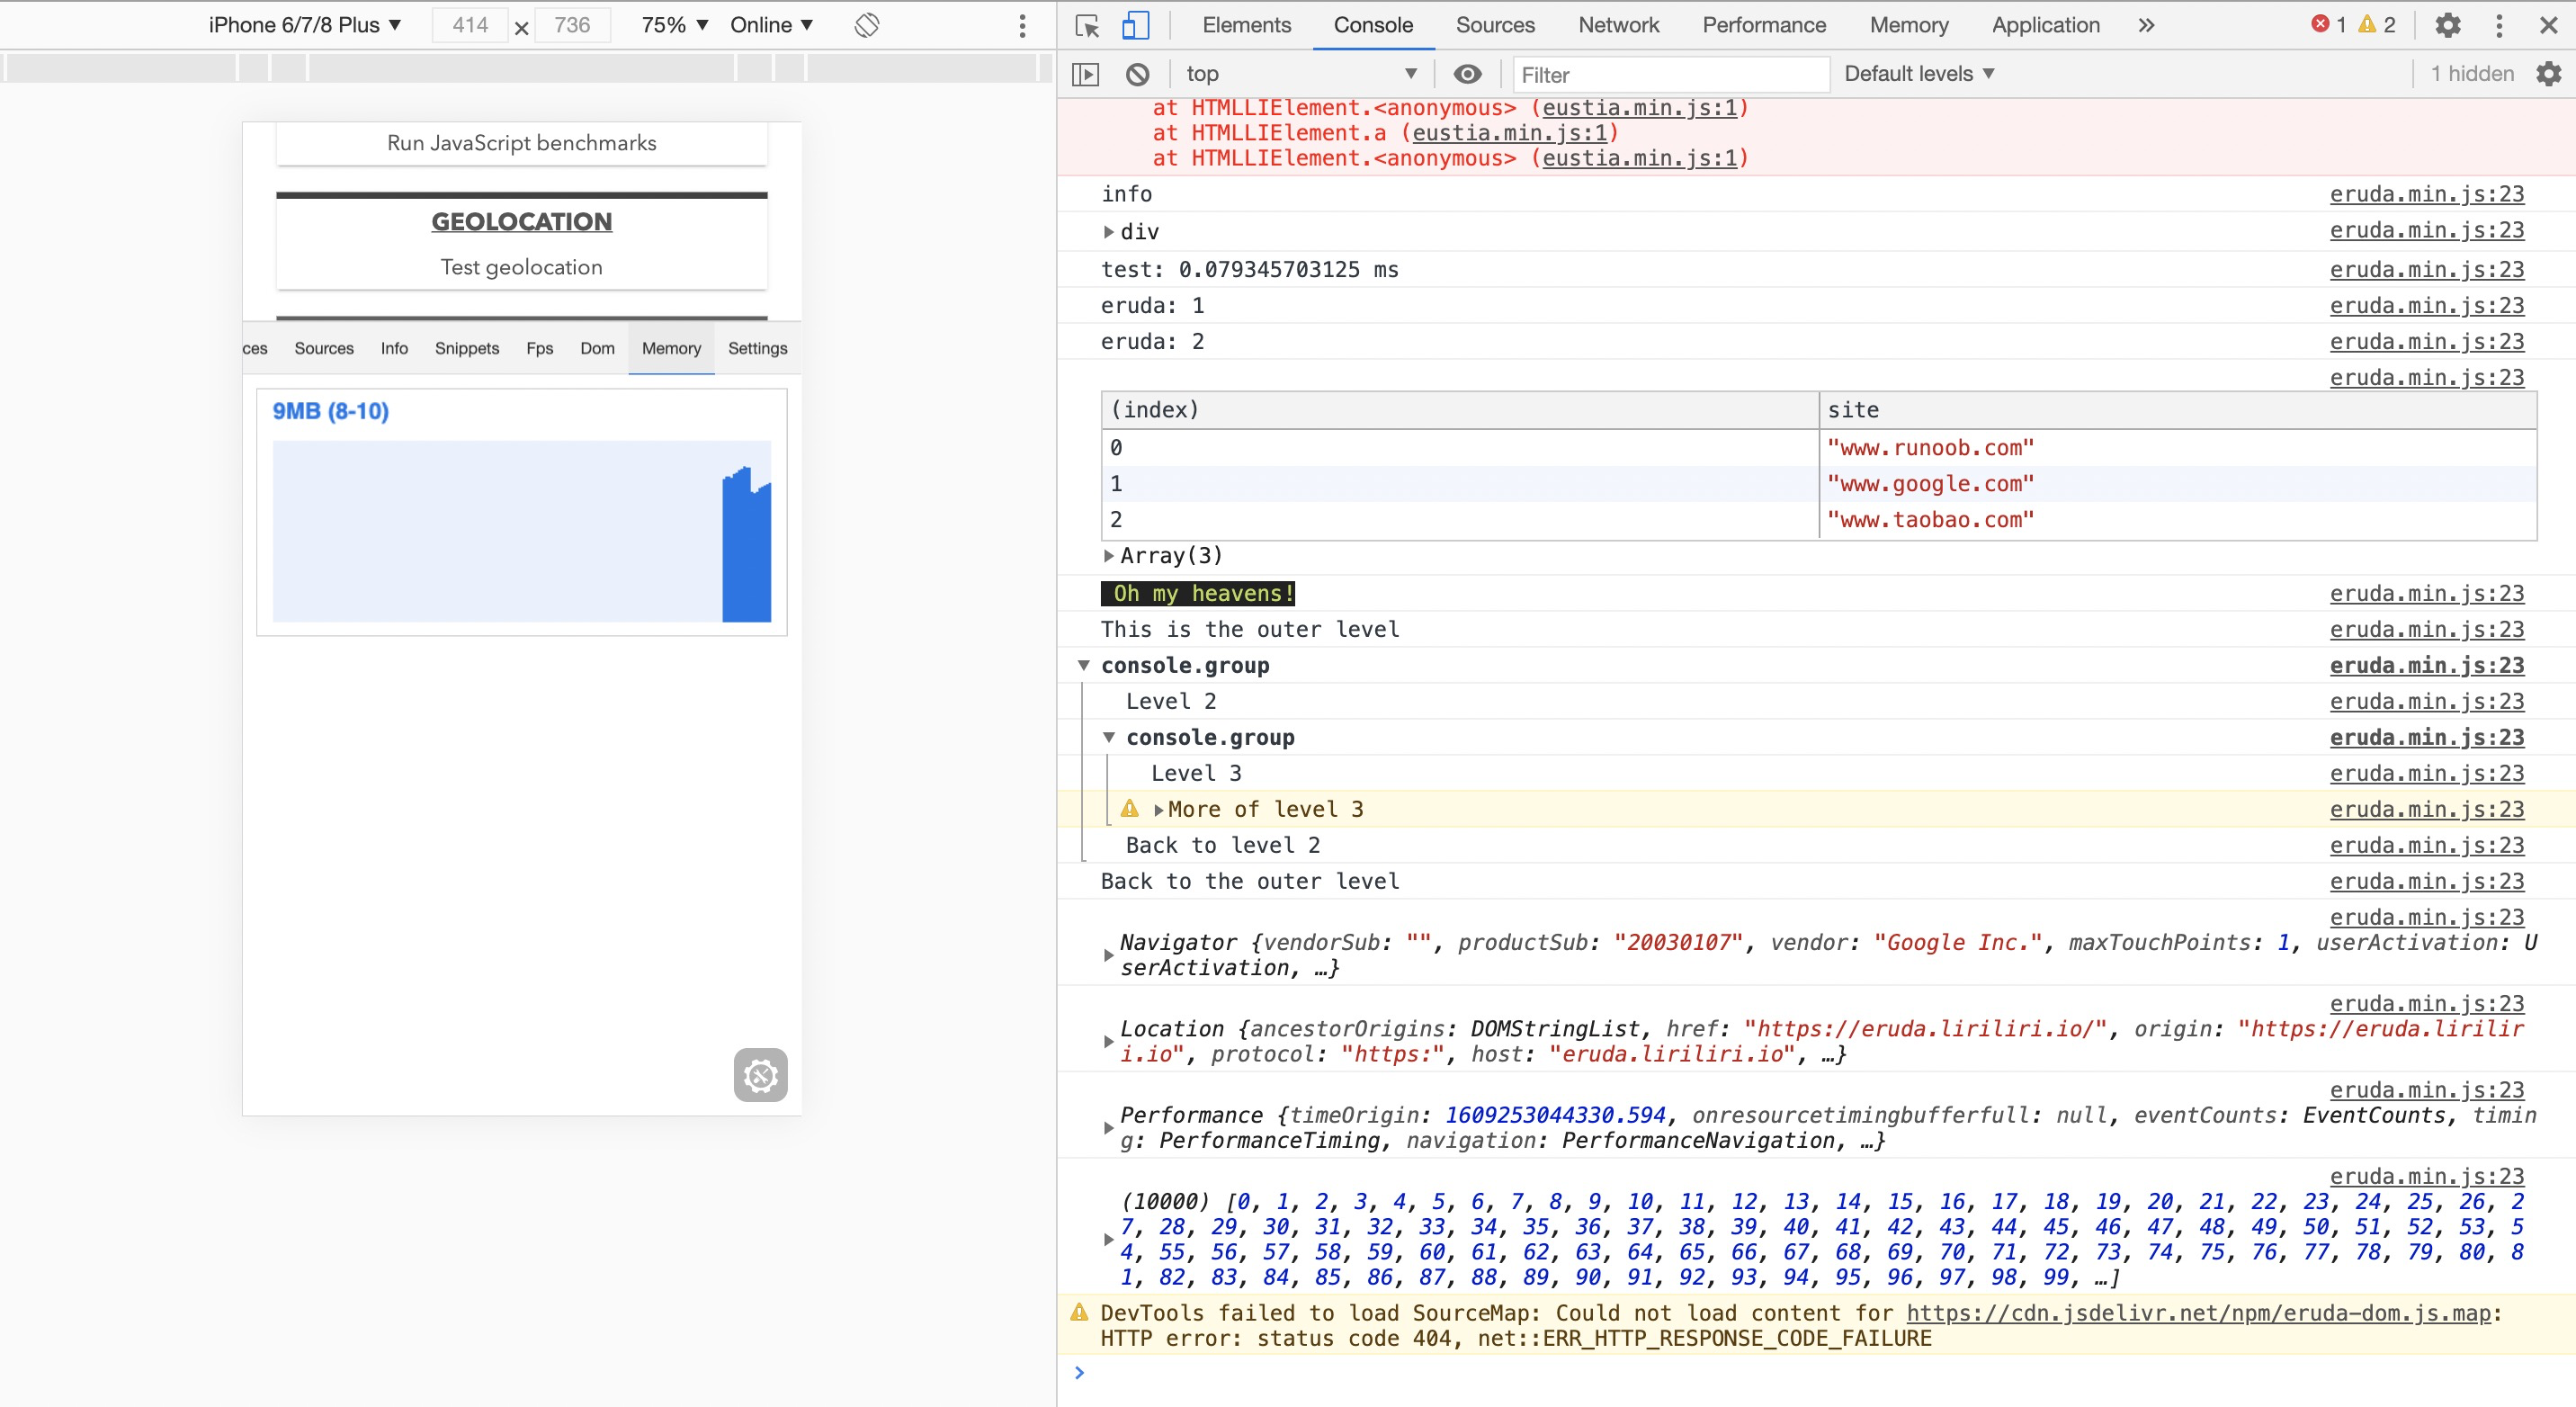 iPhone 6/7/8 Plus ▼ 414 × 736 75% ▼ Online ▼
Run JavaScript benchmarks
GEOLOCATION
Test geolocation
ces Sources Info Snippets Fps Dom Memory Settings
9MB (8-10)
Elements Console Sources Network Performance Memory Application » 1 2
top ▼ Filter Default levels ▼ 1 hidden
at HTMLLIElement.<anonymous> (eustia.min.js:1)
at HTMLLIElement.a (eustia.min.js:1)
at HTMLLIElement.<anonymous> (eustia.min.js:1)
info eruda.min.js:23
div eruda.min.js:23
test: 0.079345703125 ms eruda.min.js:23
eruda: 1 eruda.min.js:23
eruda: 2 eruda.min.js:23
eruda.min.js:23
(index) site
0 "www.runoob.com"
1 "www.google.com"
2 "www.taobao.com"
Array(3)
Oh my heavens! eruda.min.js:23
This is the outer level eruda.min.js:23
console.group eruda.min.js:23
Level 2 eruda.min.js:23
console.group eruda.min.js:23
Level 3 eruda.min.js:23
More of level 3 eruda.min.js:23
Back to level 2 eruda.min.js:23
Back to the outer level eruda.min.js:23
eruda.min.js:23
Navigator {vendorSub: "", productSub: "20030107", vendor: "Google Inc.", maxTouchPoints: 1, userActivation: U
serActivation, …}
eruda.min.js:23
Location {ancestorOrigins: DOMStringList, href: "https://eruda.liriliri.io/", origin: "https://eruda.lirilir
i.io", protocol: "https:", host: "eruda.liriliri.io", …}
eruda.min.js:23
Performance {timeOrigin: 1609253044330.594, onresourcetimingbufferfull: null, eventCounts: EventCounts, timin
g: PerformanceTiming, navigation: PerformanceNavigation, …}
eruda.min.js:23
(10000) [0, 1, 2, 3, 4, 5, 6, 7, 8, 9, 10, 11, 12, 13, 14, 15, 16, 17, 18, 19, 20, 21, 22, 23, 24, 25, 26, 2
7, 28, 29, 30, 31, 32, 33, 34, 35, 36, 37, 38, 39, 40, 41, 42, 43, 44, 45, 46, 47, 48, 49, 50, 51, 52, 53, 5
4, 55, 56, 57, 58, 59, 60, 61, 62, 63, 64, 65, 66, 67, 68, 69, 70, 71, 72, 73, 74, 75, 76, 77, 78, 79, 80, 8
1, 82, 83, 84, 85, 86, 87, 88, 89, 90, 91, 92, 93, 94, 95, 96, 97, 98, 99, …]
DevTools failed to load SourceMap: Could not load content for https://cdn.jsdelivr.net/npm/eruda-dom.js.map:
HTTP error: status code 404, net::ERR_HTTP_RESPONSE_CODE_FAILURE